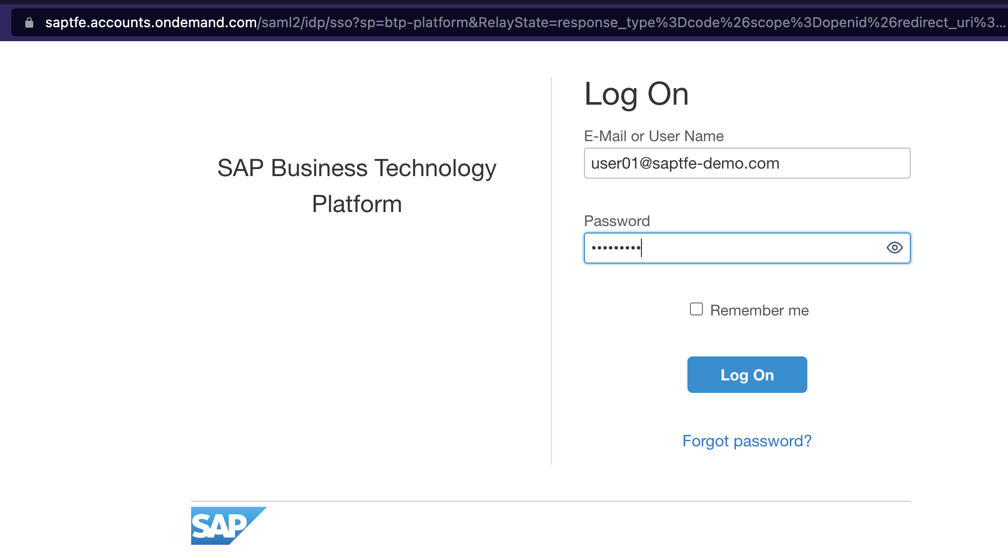 saptfe.accounts.ondemand.com/saml2/idp/sso?sp=btp-platform&RelayState=response_type%3Dcode%26scope%3Dopenid%26redirect_uri%3...
SAP Business Technology
Platform
Log On
E-Mail or User Name
user01@saptfe-demo.com
Password
•••••••••
Remember me
Log On
Forgot password?
SAP